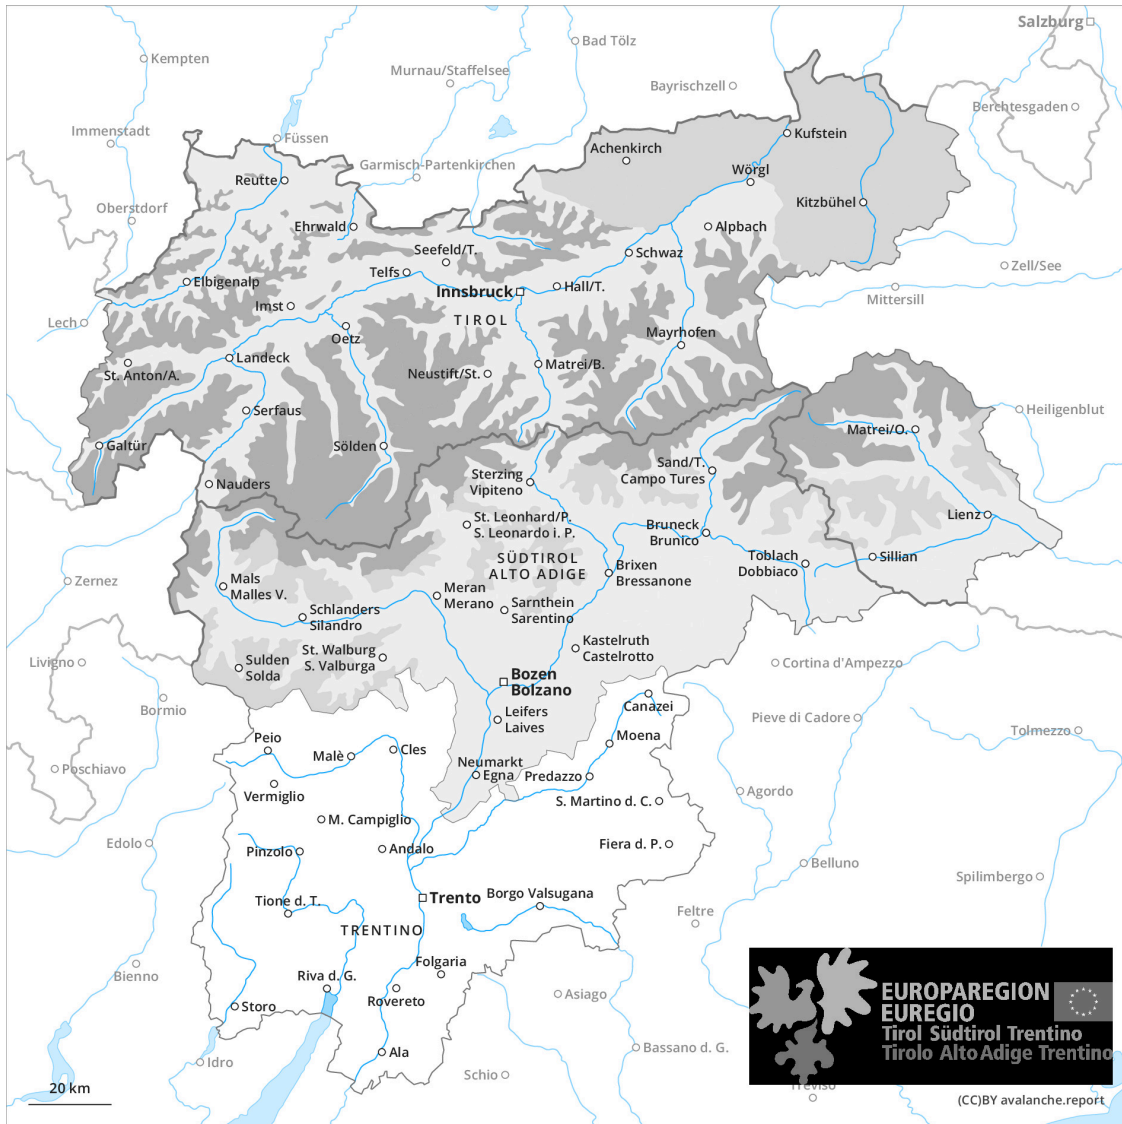 Salzburg
Bad Tölz
Kempten
Murnau/Staffelsee
Bayrischzell
Berchtesgaden
Immenstadt
Füssen
Kufstein
Achenkirch
Garmisch-Partenkirchen
Wörgl
Reutte
Kitzbühel
Oberstdorf
Ehrwald
Alpbach
Seefeld/T.
Schwaz
Telfs
Zell/See
Elbigenalp
Hall/T.
Innsbruck
Mittersill
Imst
TIROL
Lech
Oetz
Mayrhofen
Landeck
Matrei/B.
St. Anton/A.
Neustift/St.
Serfaus
Heiligenblut
Matrei/O.
Galtür
Sölden
Sand/T.
Campo Tures
Sterzing
Vipiteno
Nauders
St. Leonhard/P.
S. Leonardo i. P.
Lienz
Bruneck
Brunico
SÜDTIROL
ALTO ADIGE
Toblach
Dobbiaco
Sillian
Brixen
Bressanone
Zernez
Mals
Malles V.
Meran
Merano
Sarnthein
Sarentino
Schlanders
Silandro
Kastelruth
Castelrotto
St. Walburg
S. Valburga
Livigno
Sulden
Solda
Cortina d'Ampezzo
Bozen
Bolzano
Canazei
Bormio
Leifers
Laives
Pieve di Cadore
Tolmezzo
Peio
Moena
Malè
Cles
Neumarkt
Egna
Poschiavo
Predazzo
Vermiglio
Agordo
S. Martino d. C.
M. Campiglio
Edolo
Pinzolo
Andalo
Fiera d. P.
Belluno
Spilimbergo
Tione d. T.
Trento
Borgo Valsugana
Feltre
TRENTINO
Folgaria
Bienno
Riva d. G.
Rovereto
Asiago
Storo
EUROPAREGION
EUREGIO
Tirol Südtirol Trentino
Tirolo Alto Adige Trentino
Ala
Bassano d. G.
Idro
Schio
Treviso
20 km
(CC)BY avalanche.report